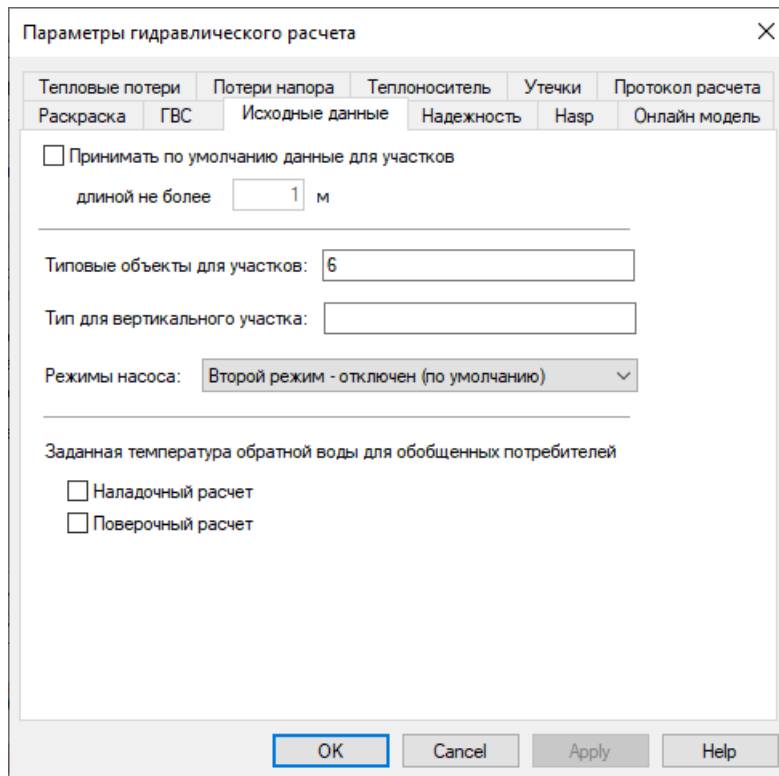 Параметры гидравлического расчета
Тепловые потери Потери напора Теплоноситель Утечки Протокол расчета
Раскраска ГВС Исходные данные Надежность Hasp Онлайн модель
Принимать по умолчанию данные для участков
длиной не более 1 м
Типовые объекты для участков: 6
Тип для вертикального участка:
Режимы насоса: Второй режим - отключен (по умолчанию)
Заданная температура обратной воды для обобщенных потребителей
Наладочный расчет
Поверочный расчет
OK Cancel Apply Help